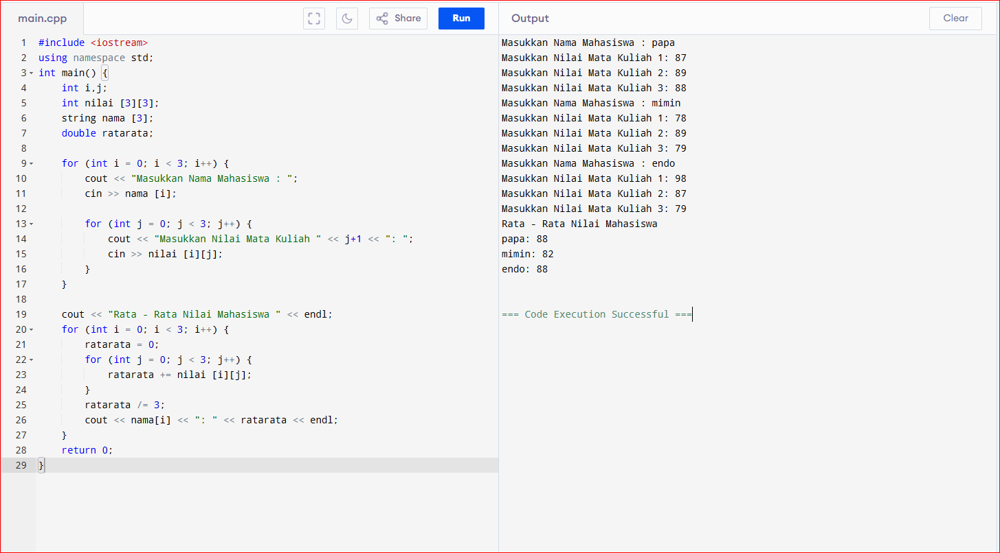 main.cpp
Share
Run
Output
Clear
1 #include <iostream>
2 using namespace std;
3 int main() {
4 int i,j;
5 int nilai [3][3];
6 string nama [3];
7 double ratarata;
8
9 for (int i = 0; i < 3; i++) {
10 cout << "Masukkan Nama Mahasiswa : ";
11 cin >> nama [i];
12
13 for (int j = 0; j < 3; j++) {
14 cout << "Masukkan Nilai Mata Kuliah " << j+1 << ": ";
15 cin >> nilai [i][j];
16 }
17 }
18
19 cout << "Rata - Rata Nilai Mahasiswa " << endl;
20 for (int i = 0; i < 3; i++) {
21 ratarata = 0;
22 for (int j = 0; j < 3; j++) {
23 ratarata += nilai [i][j];
24 }
25 ratarata /= 3;
26 cout << nama[i] << ": " << ratarata << endl;
27 }
28 return 0;
29 }
Masukkan Nama Mahasiswa : papa
Masukkan Nilai Mata Kuliah 1: 87
Masukkan Nilai Mata Kuliah 2: 89
Masukkan Nilai Mata Kuliah 3: 88
Masukkan Nama Mahasiswa : mimin
Masukkan Nilai Mata Kuliah 1: 78
Masukkan Nilai Mata Kuliah 2: 89
Masukkan Nilai Mata Kuliah 3: 79
Masukkan Nama Mahasiswa : endo
Masukkan Nilai Mata Kuliah 1: 98
Masukkan Nilai Mata Kuliah 2: 87
Masukkan Nilai Mata Kuliah 3: 79
Rata - Rata Nilai Mahasiswa
papa: 88
mimin: 82
endo: 88
=== Code Execution Successful ===